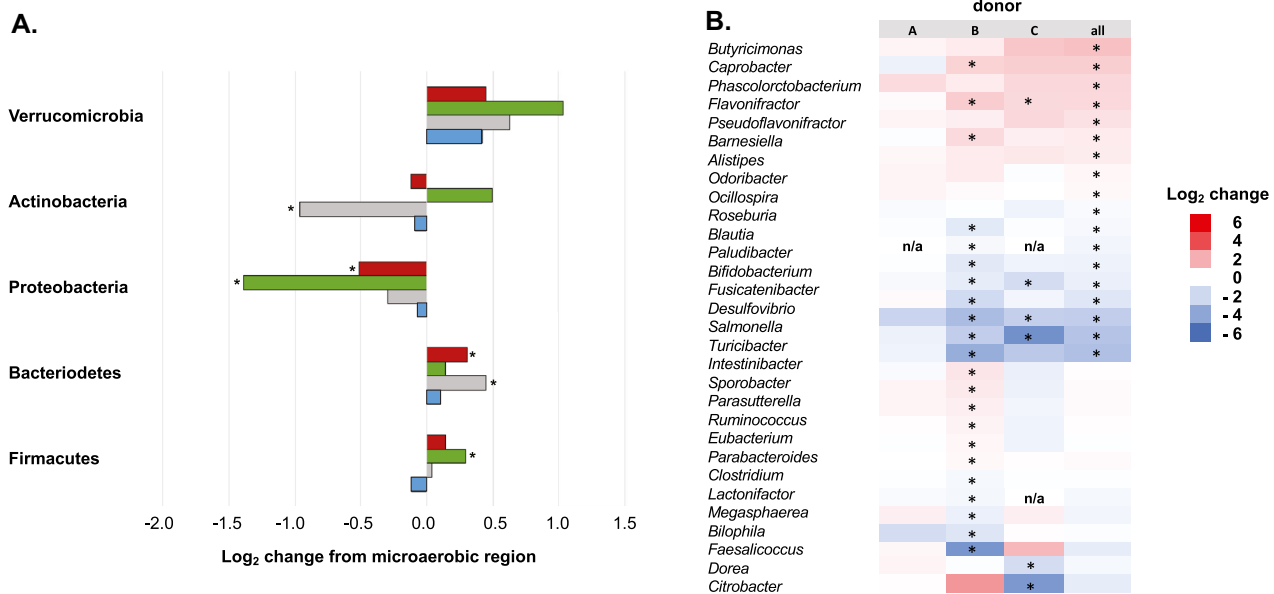 A.
Verrucomicrobia
Actinobacteria
*
Proteobacteria
*
*
Bacteriodetes
*
*
Firmacutes
*
-2.0 -1.5 -1.0 -0.5 0.0 0.5 1.0 1.5
Log₂ change from microaerobic region
B.
donor
A B C all
Butyricimonas *
Caprobacter * *
Phascolorctobacterium *
Flavonifractor * * *
Pseudoflavonifractor *
Barnesiella * *
Alistipes *
Odoribacter *
Ocillospira *
Roseburia *
Blautia * *
Paludibacter n/a * n/a *
Bifidobacterium * *
Fusicatenibacter * * *
Desulfovibrio * *
Salmonella * * *
Turicibacter * * *
Intestinibacter * *
Sporobacter *
Parasutterella *
Ruminococcus *
Eubacterium *
Parabacteroides *
Clostridium *
Lactonifactor * n/a
Megasphaerea *
Bilophila *
Faesalicoccus *
Dorea *
Citrobacter *
Log₂ change
6
4
2
0
- 2
- 4
- 6